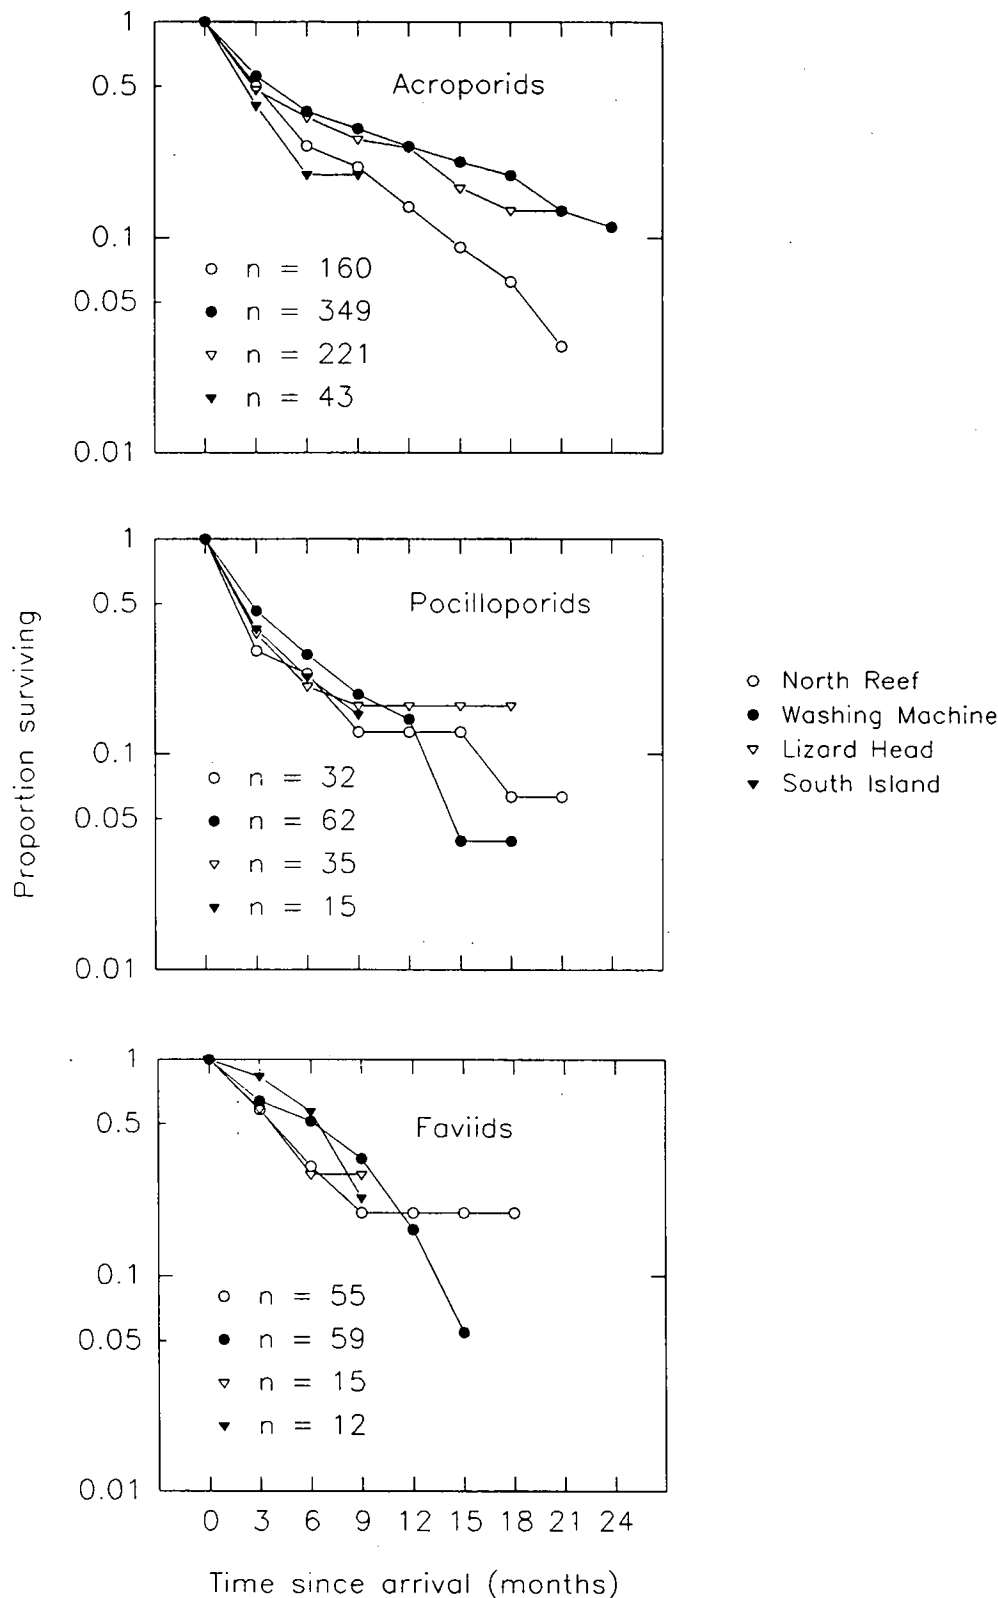 1
0.5
Acroporids
0.1
○ n = 160
● n = 349
▽ n = 221
▼ n = 43
0.05
0.01
1
0.5
Pocilloporids
0.1
○ n = 32
● n = 62
▽ n = 35
▼ n = 15
0.05
0.01
Proportion surviving
○ North Reef
● Washing Machine
▽ Lizard Head
▼ South Island
1
0.5
Faviids
0.1
○ n = 55
● n = 59
▽ n = 15
▼ n = 12
0.05
0.01
0 3 6 9 12 15 18 21 24
Time since arrival (months)